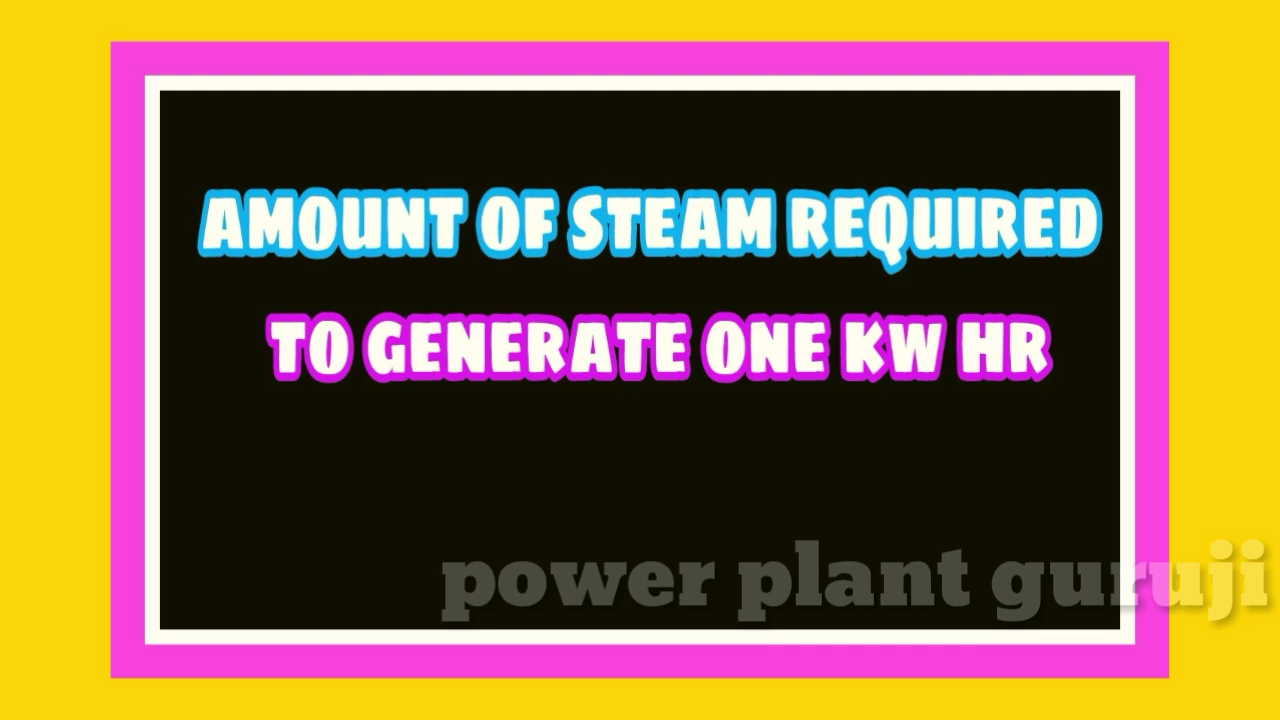 AMOUNT OF STEAM REQUIRED
TO GENERATE ONE KW HR
power plant guruji